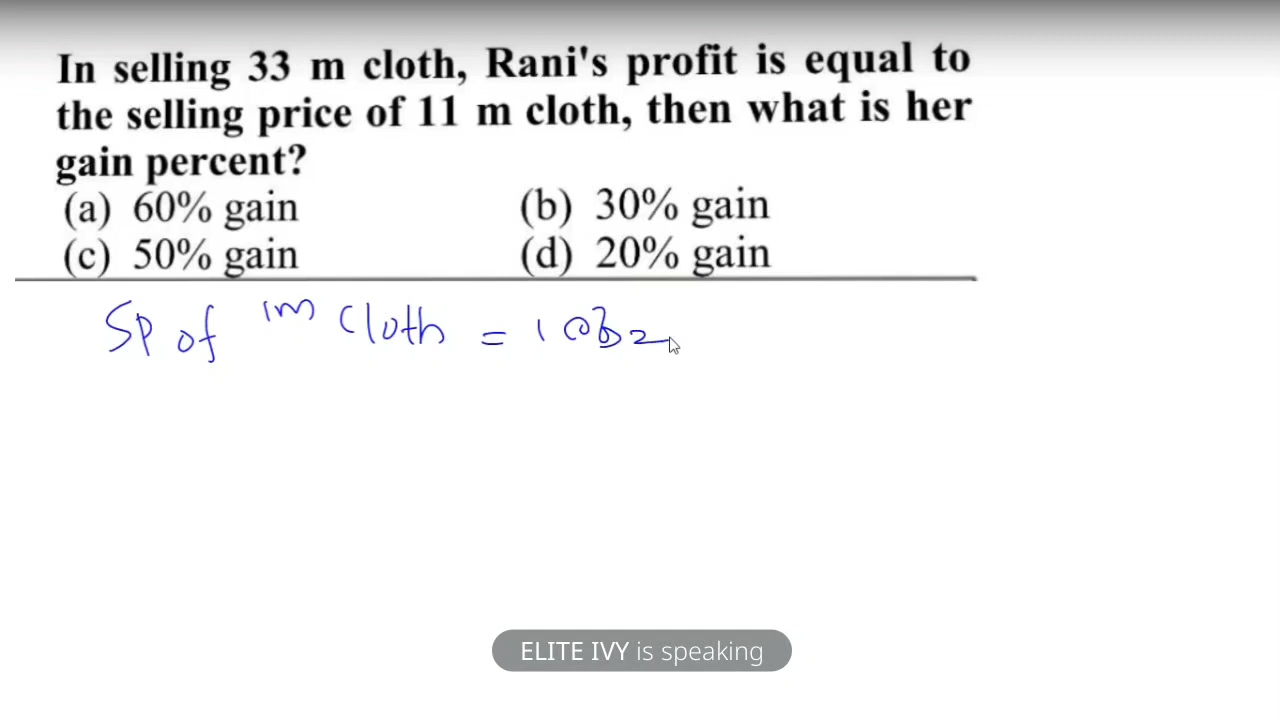 In selling 33 m cloth, Rani's profit is equal to
the selling price of 11 m cloth, then what is her
gain percent?
(a) 60% gain (b) 30% gain
(c) 50% gain (d) 20% gain
SP of 1m cloth =
ELITE IVY is speaking